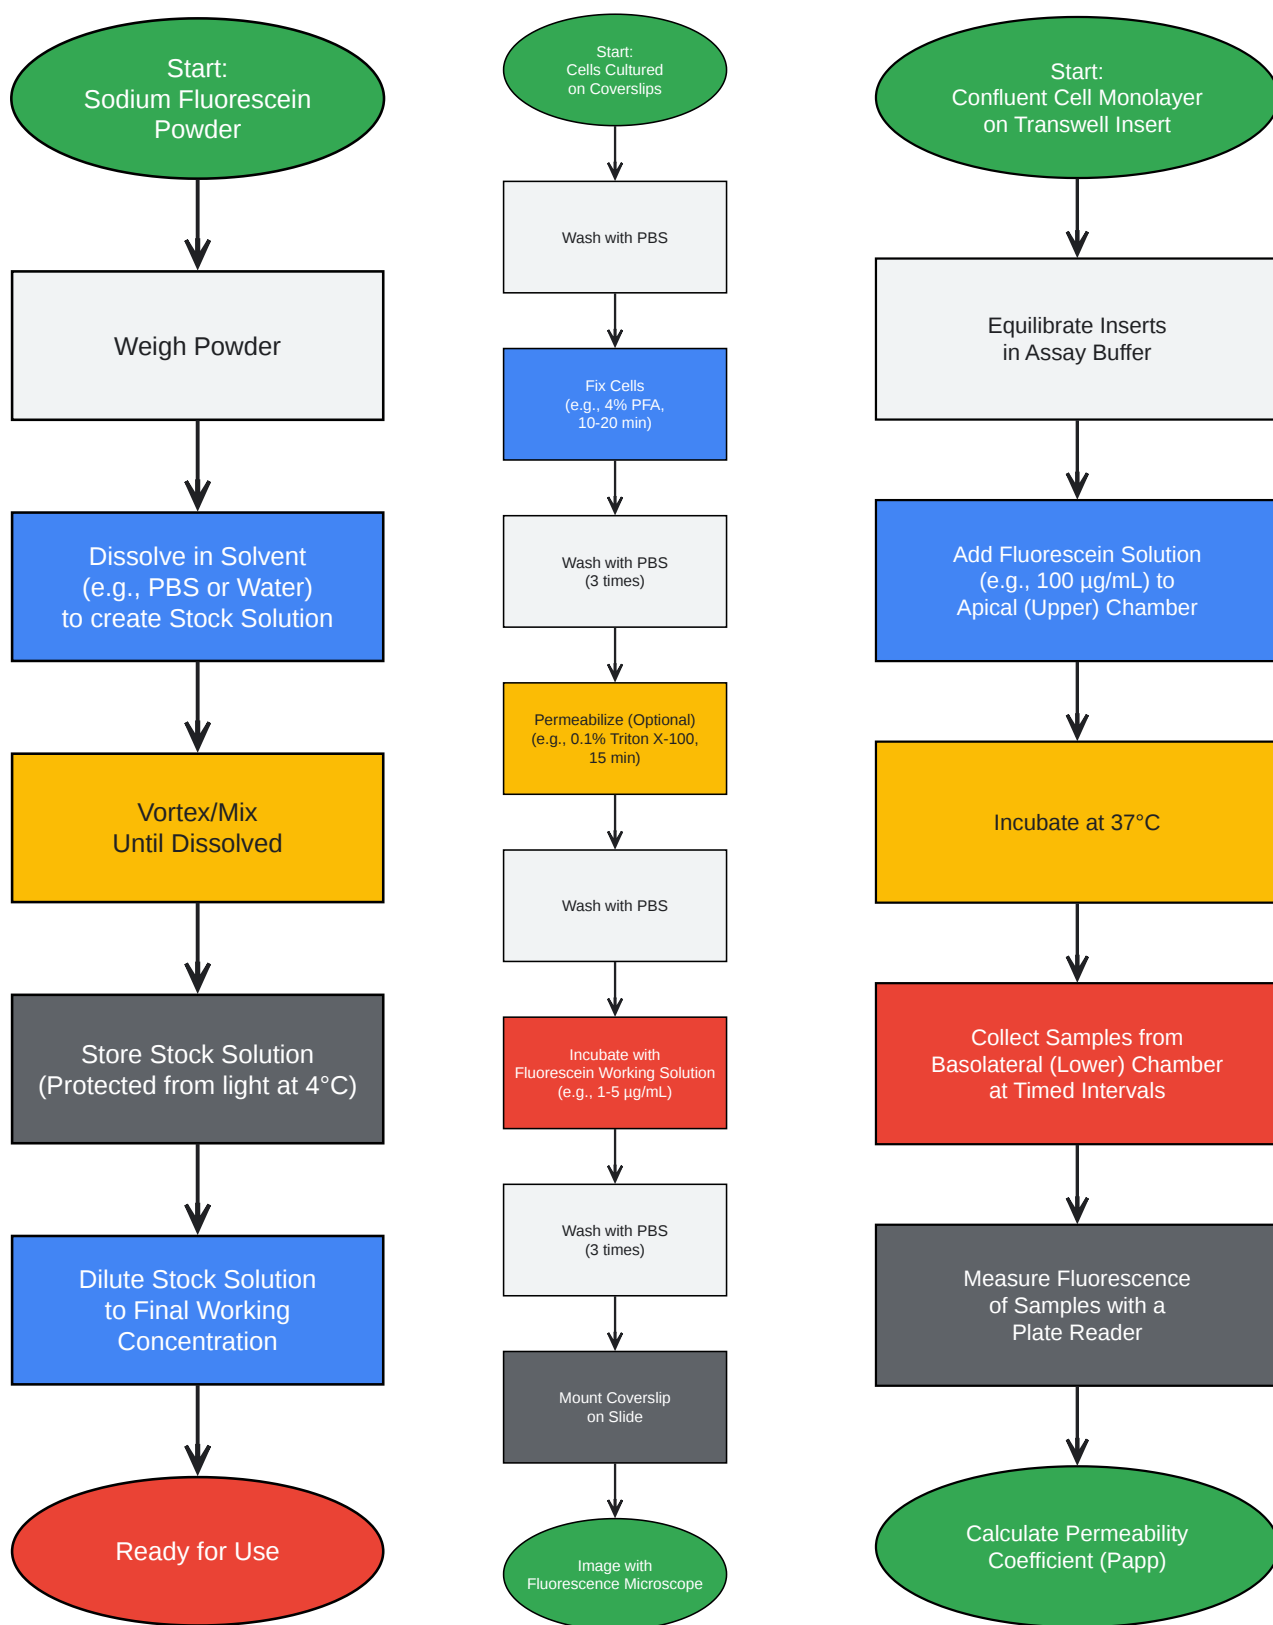 Start:
Sodium Fluorescein
Powder
Weigh Powder
Dissolve in Solvent
(e.g., PBS or Water)
to create Stock Solution
Vortex/Mix
Until Dissolved
Store Stock Solution
(Protected from light at 4°C)
Dilute Stock Solution
to Final Working
Concentration
Ready for Use
Start:
Cells Cultured
on Coverslips
Wash with PBS
Fix Cells
(e.g., 4% PFA,
10-20 min)
Wash with PBS
(3 times)
Permeabilize (Optional)
(e.g., 0.1% Triton X-100,
15 min)
Wash with PBS
Incubate with
Fluorescein Working Solution
(e.g., 1-5 µg/mL)
Wash with PBS
(3 times)
Mount Coverslip
on Slide
Image with
Fluorescence Microscope
Start:
Confluent Cell Monolayer
on Transwell Insert
Equilibrate Inserts
in Assay Buffer
Add Fluorescein Solution
(e.g., 100 µg/mL) to
Apical (Upper) Chamber
Incubate at 37°C
Collect Samples from
Basolateral (Lower) Chamber
at Timed Intervals
Measure Fluorescence
of Samples with a
Plate Reader
Calculate Permeability
Coefficient (Papp)